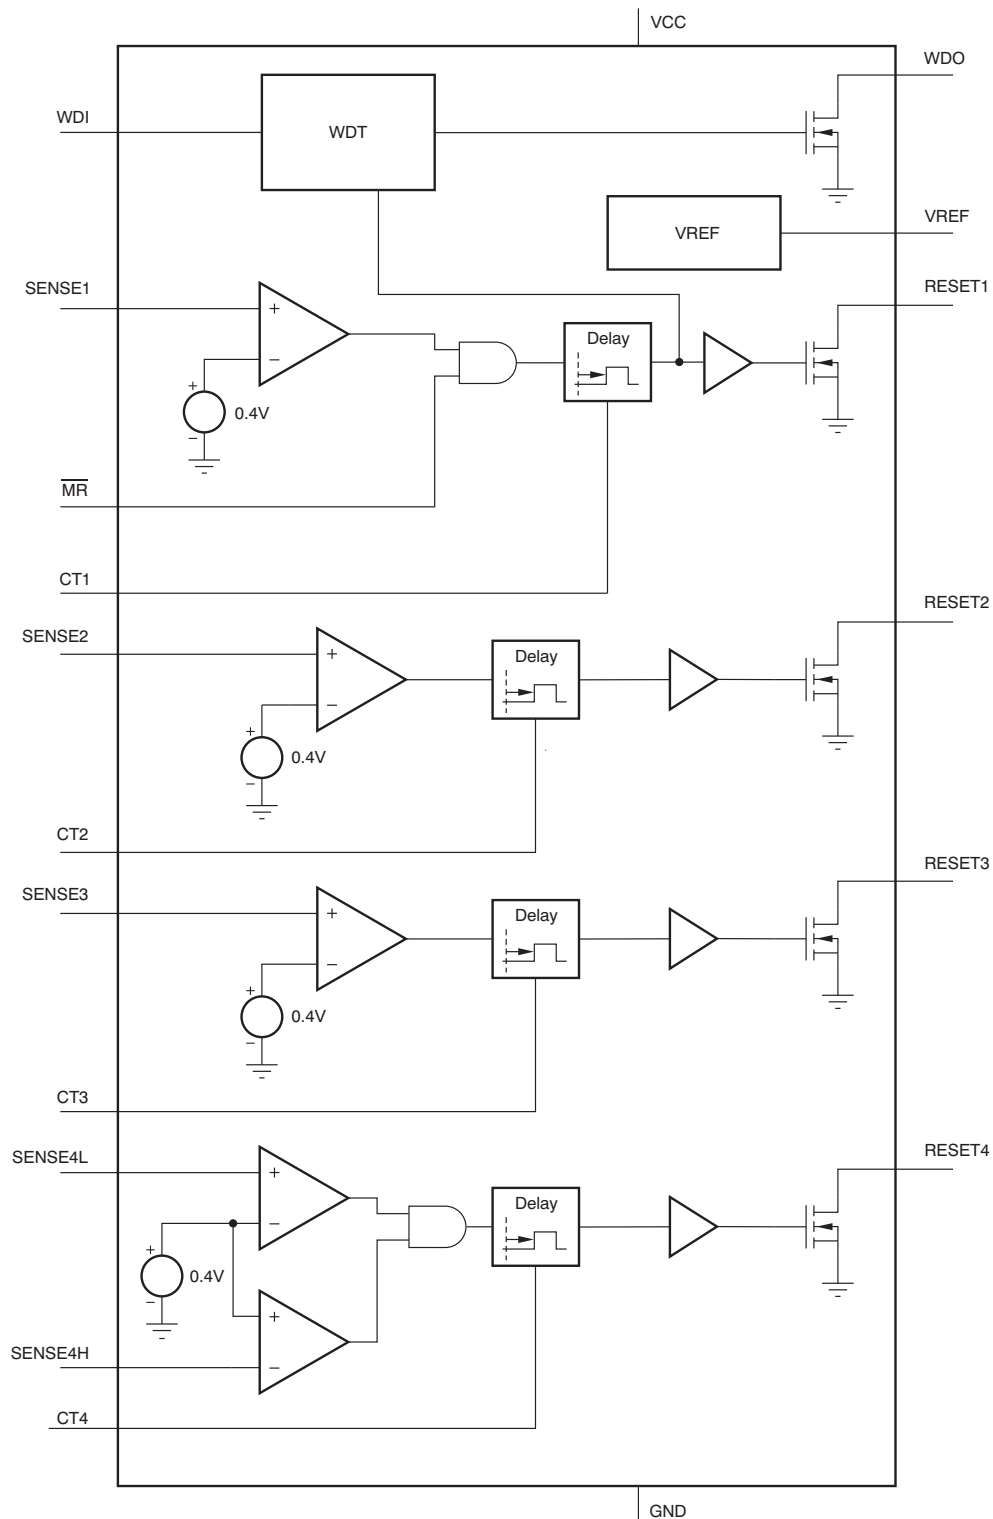 VCC
WDO
WDI
WDT
VREF
VREF
SENSE1
RESET1
+
Delay
−
+
0.4V
−
M̅R̅
CT1
RESET2
SENSE2
+
Delay
−
+
0.4V
−
CT2
RESET3
SENSE3
+
Delay
−
+
0.4V
−
CT3
SENSE4L
RESET4
+
Delay
−
+
0.4V
−
+
SENSE4H
−
CT4
GND